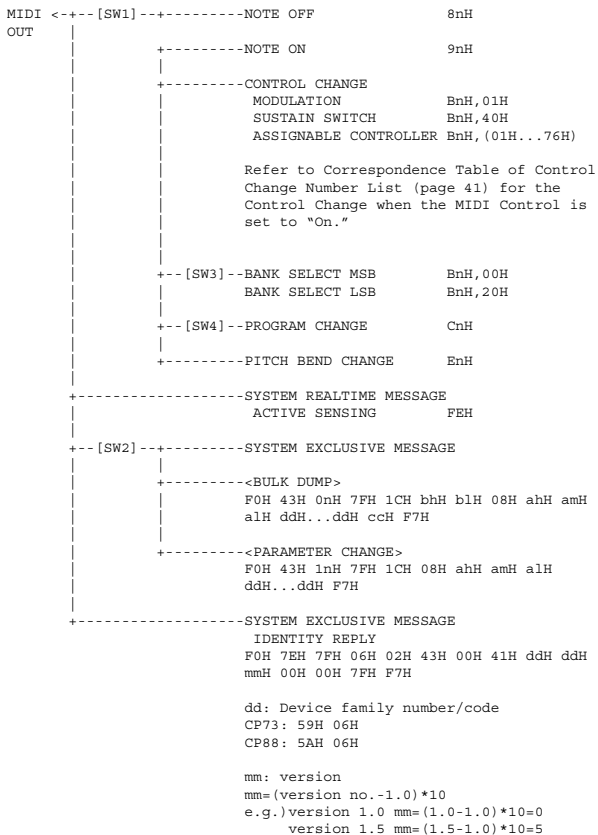 MIDI <-+--[SW1]--+---------NOTE OFF 8nH
OUT |
+---------NOTE ON 9nH
+---------CONTROL CHANGE
MODULATION BnH,01H
SUSTAIN SWITCH BnH,40H
ASSIGNABLE CONTROLLER BnH,(01H...76H)
Refer to Correspondence Table of Control
Change Number List (page 41) for the
Control Change when the MIDI Control is
set to “On.”
+--[SW3]--BANK SELECT MSB BnH,00H
BANK SELECT LSB BnH,20H
+--[SW4]--PROGRAM CHANGE CnH
+---------PITCH BEND CHANGE EnH
+-------------------SYSTEM REALTIME MESSAGE
ACTIVE SENSING FEH
+--[SW2]--+---------SYSTEM EXCLUSIVE MESSAGE
+---------<BULK DUMP>
F0H 43H 0nH 7FH 1CH bhH blH 08H ahH amH
alH ddH...ddH ccH F7H
+---------<PARAMETER CHANGE>
F0H 43H 1nH 7FH 1CH 08H ahH amH alH
ddH...ddH F7H
+-------------------SYSTEM EXCLUSIVE MESSAGE
IDENTITY REPLY
F0H 7EH 7FH 06H 02H 43H 00H 41H ddH ddH
mmH 00H 00H 7FH F7H
dd: Device family number/code
CP73: 59H 06H
CP88: 5AH 06H
mm: version
mm=(version no.-1.0)*10
e.g.)version 1.0 mm=(1.0-1.0)*10=0
version 1.5 mm=(1.5-1.0)*10=5